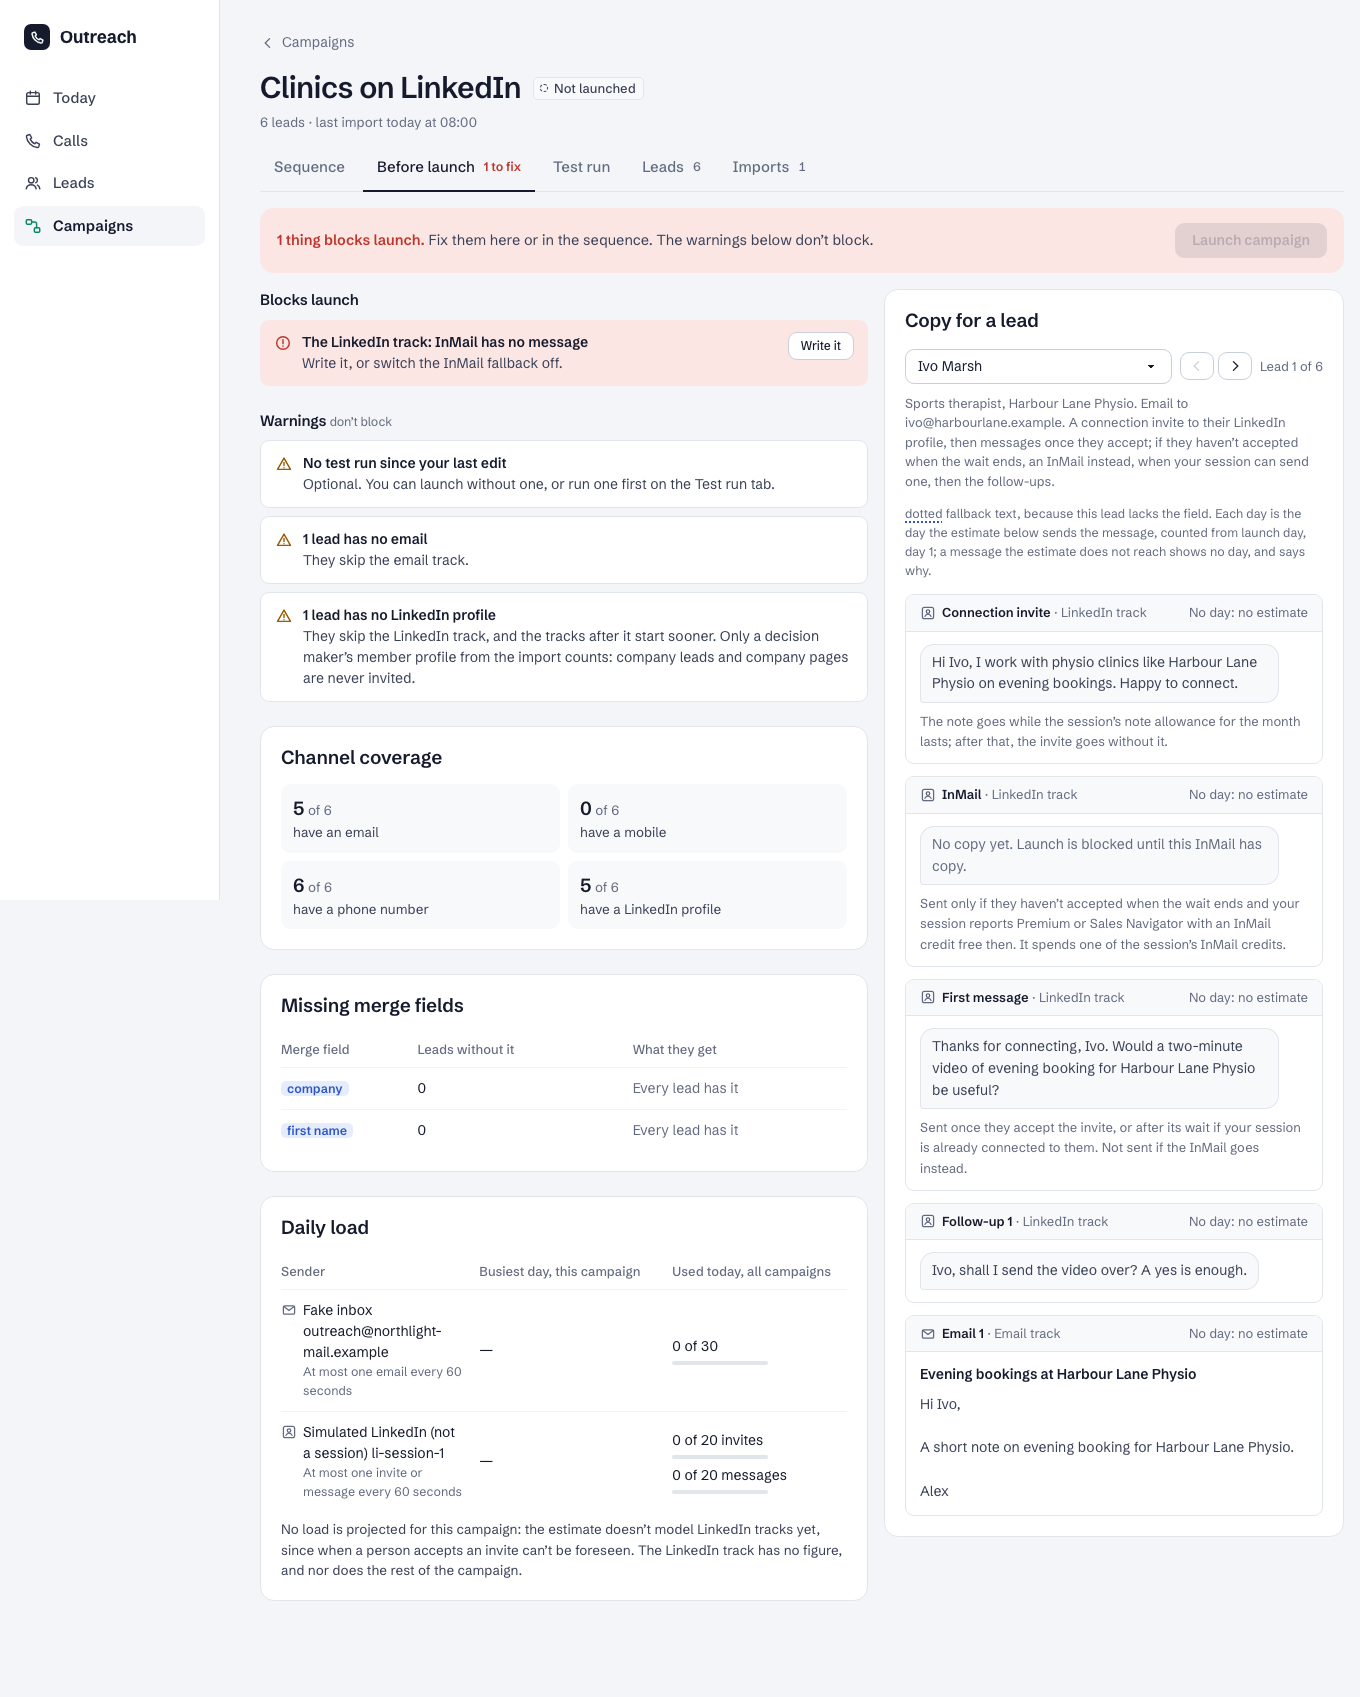 Outreach
Today
Calls
Leads
Campaigns
Campaigns
Clinics on LinkedIn Not launched
6 leads · last import today at 08:00
Sequence Before launch 1 to fix Test run Leads 6 Imports 1
1 thing blocks launch. Fix them here or in the sequence. The warnings below don’t block. Launch campaign
Blocks launch
The LinkedIn track: InMail has no message
Write it, or switch the InMail fallback off.
Write it
Warnings don’t block
No test run since your last edit
Optional. You can launch without one, or run one first on the Test run tab.
1 lead has no email
They skip the email track.
1 lead has no LinkedIn profile
They skip the LinkedIn track, and the tracks after it start sooner. Only a decision
maker’s member profile from the import counts: company leads and company pages
are never invited.
Channel coverage
5 of 6
have an email
0 of 6
have a mobile
6 of 6
have a phone number
5 of 6
have a LinkedIn profile
Missing merge fields
Merge field Leads without it What they get
company 0 Every lead has it
first name 0 Every lead has it
Daily load
Sender Busiest day, this campaign Used today, all campaigns
Fake inbox
outreach@northlight-
mail.example
At most one email every 60
seconds
—
0 of 30
Simulated LinkedIn (not
a session) li-session-1
At most one invite or
message every 60 seconds
—
0 of 20 invites
0 of 20 messages
No load is projected for this campaign: the estimate doesn’t model LinkedIn tracks yet,
since when a person accepts an invite can’t be foreseen. The LinkedIn track has no figure,
and nor does the rest of the campaign.
Copy for a lead
Ivo Marsh
Lead 1 of 6
Sports therapist, Harbour Lane Physio. Email to
ivo@harbourlane.example. A connection invite to their LinkedIn
profile, then messages once they accept; if they haven’t accepted
when the wait ends, an InMail instead, when your session can send
one, then the follow-ups.
dotted fallback text, because this lead lacks the field. Each day is the
day the estimate below sends the message, counted from launch day,
day 1; a message the estimate does not reach shows no day, and says
why.
Connection invite · LinkedIn track No day: no estimate
Hi Ivo, I work with physio clinics like Harbour Lane
Physio on evening bookings. Happy to connect.
The note goes while the session’s note allowance for the month
lasts; after that, the invite goes without it.
InMail · LinkedIn track No day: no estimate
No copy yet. Launch is blocked until this InMail has
copy.
Sent only if they haven’t accepted when the wait ends and your
session reports Premium or Sales Navigator with an InMail
credit free then. It spends one of the session’s InMail credits.
First message · LinkedIn track No day: no estimate
Thanks for connecting, Ivo. Would a two-minute
video of evening booking for Harbour Lane Physio
be useful?
Sent once they accept the invite, or after its wait if your session
is already connected to them. Not sent if the InMail goes
instead.
Follow-up 1 · LinkedIn track No day: no estimate
Ivo, shall I send the video over? A yes is enough.
Email 1 · Email track No day: no estimate
Evening bookings at Harbour Lane Physio
Hi Ivo,
A short note on evening booking for Harbour Lane Physio.
Alex